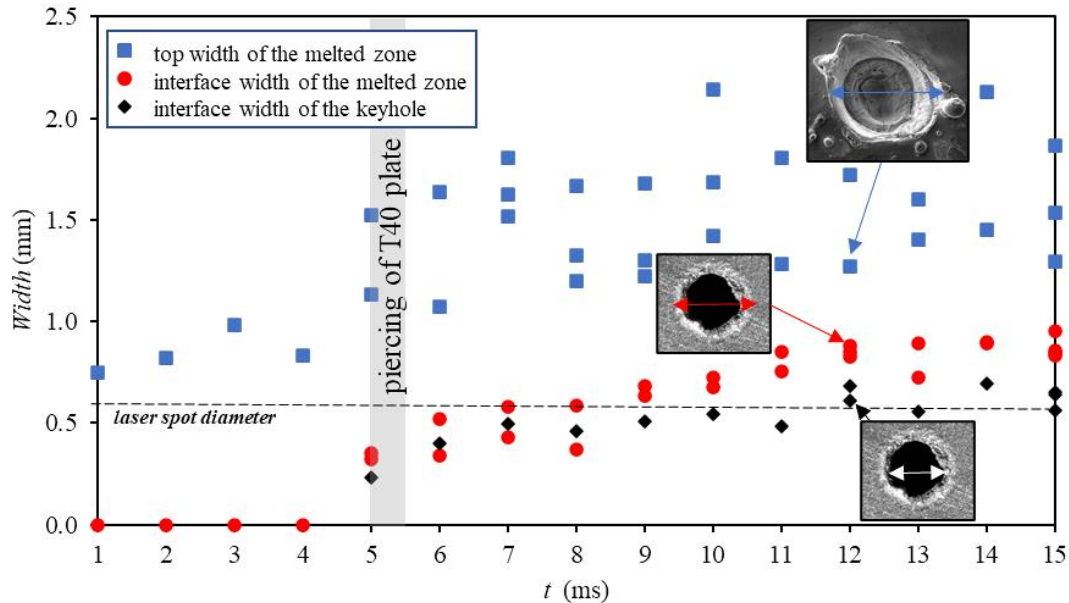 2.5
2.0
1.5
1.0
0.5
0.0
Width (mm)
top width of the melted zone
interface width of the melted zone
interface width of the keyhole
piercing of T40 plate
laser spot diameter
1 2 3 4 5 6 7 8 9 10 11 12 13 14 15
t (ms)